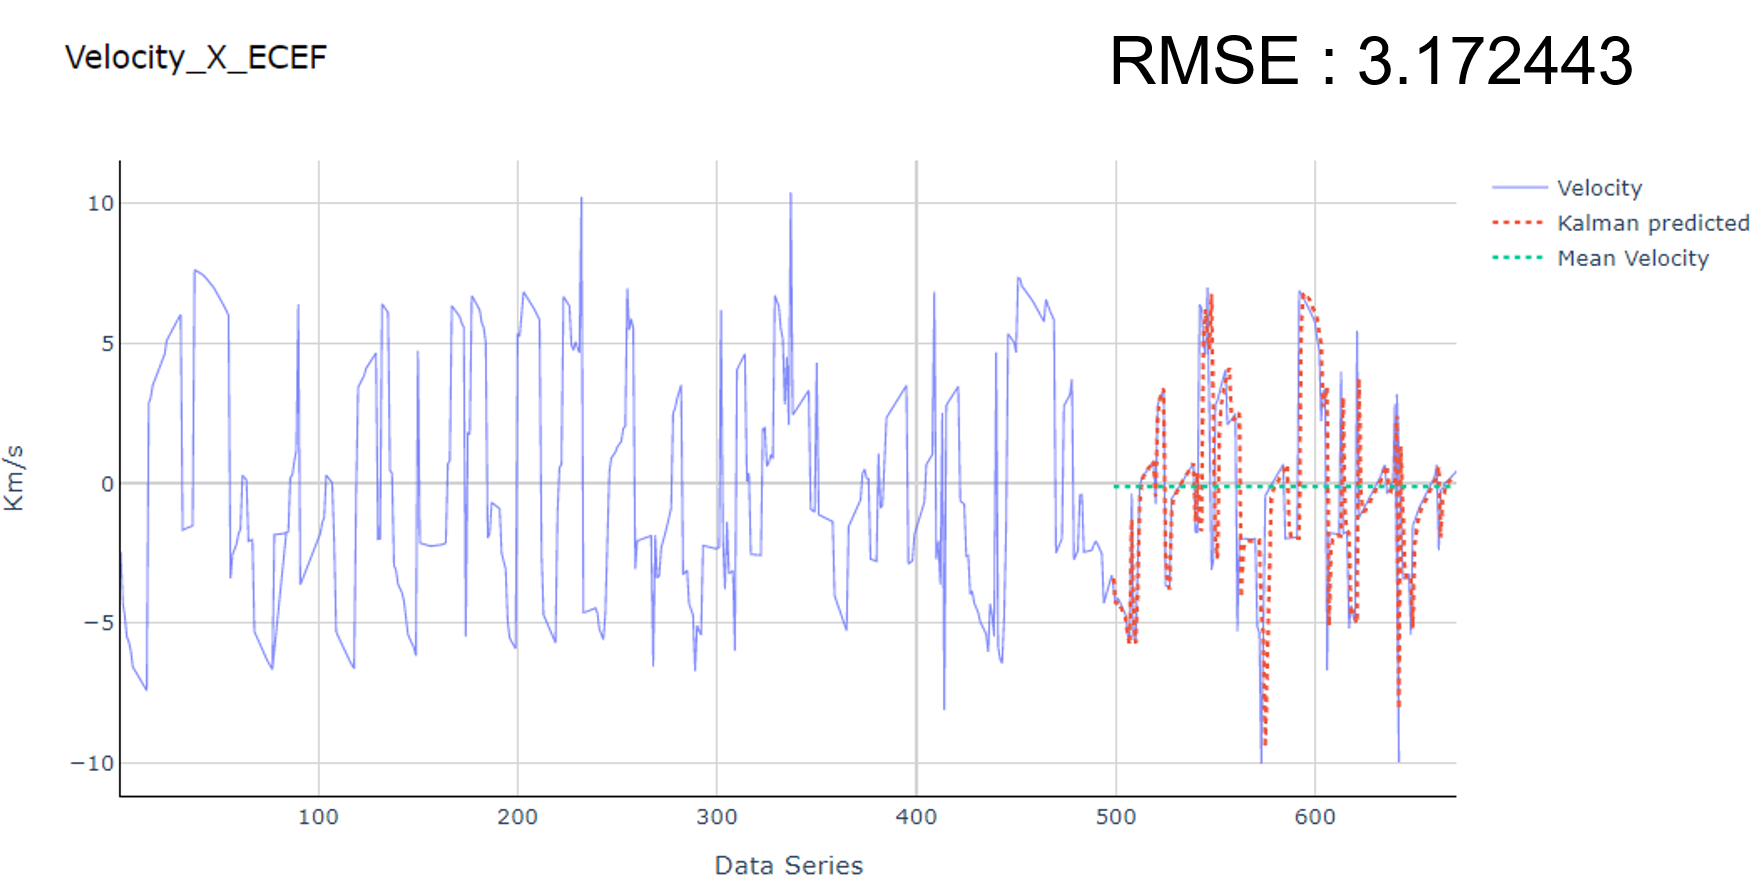 Velocity_X_ECEF
RMSE : 3.172443
Velocity
Kalman predicted
Mean Velocity
Km/s
10
5
0
−5
−10
100
200
300
400
500
600
Data Series